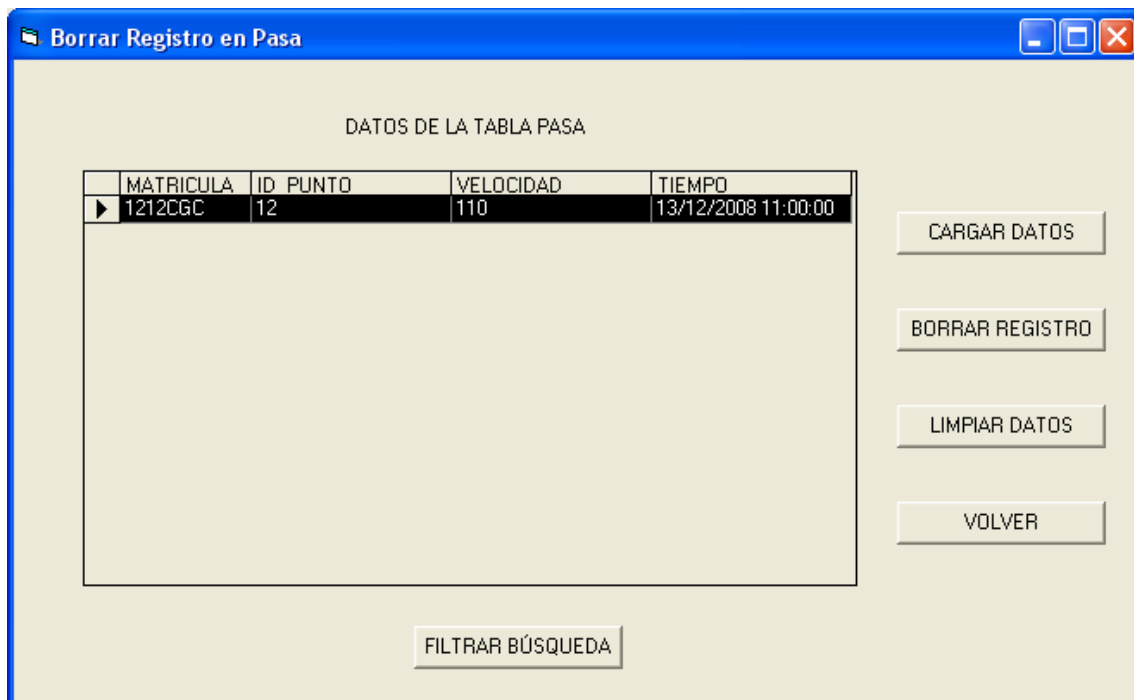 Borrar Registro en Pasa
DATOS DE LA TABLA PASA
MATRICULA ID_PUNTO VELOCIDAD TIEMPO
1212CGC 12 110 13/12/2008 11:00:00
CARGAR DATOS
BORRAR REGISTRO
LIMPIAR DATOS
VOLVER
FILTRAR BÚSQUEDA